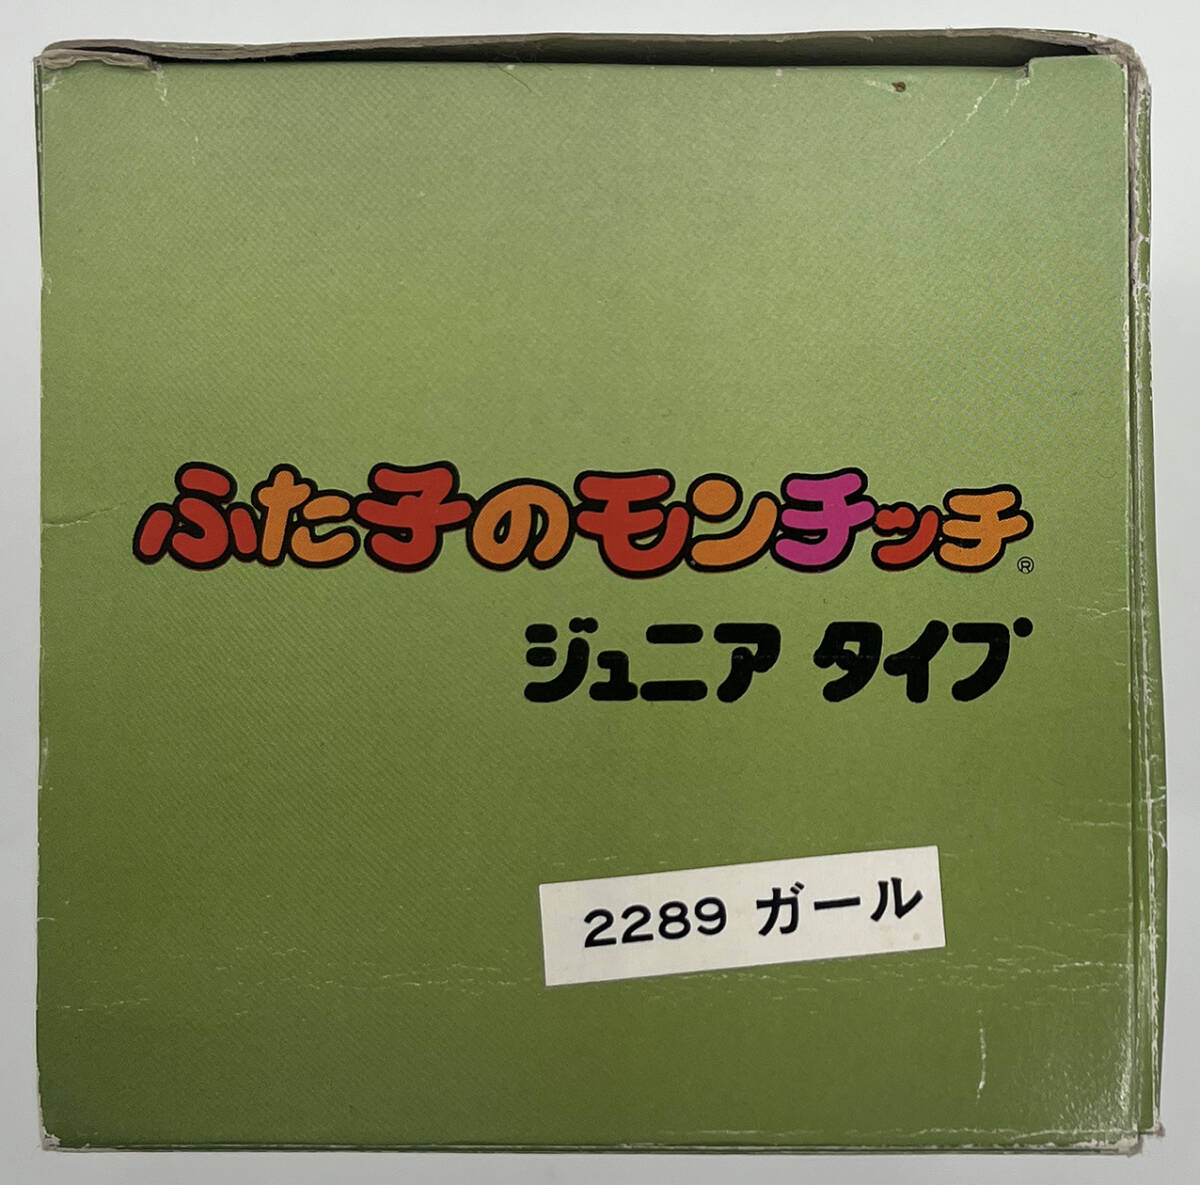 ふた子のモンチッチ®
ジュニア タイプ
2289 ガール